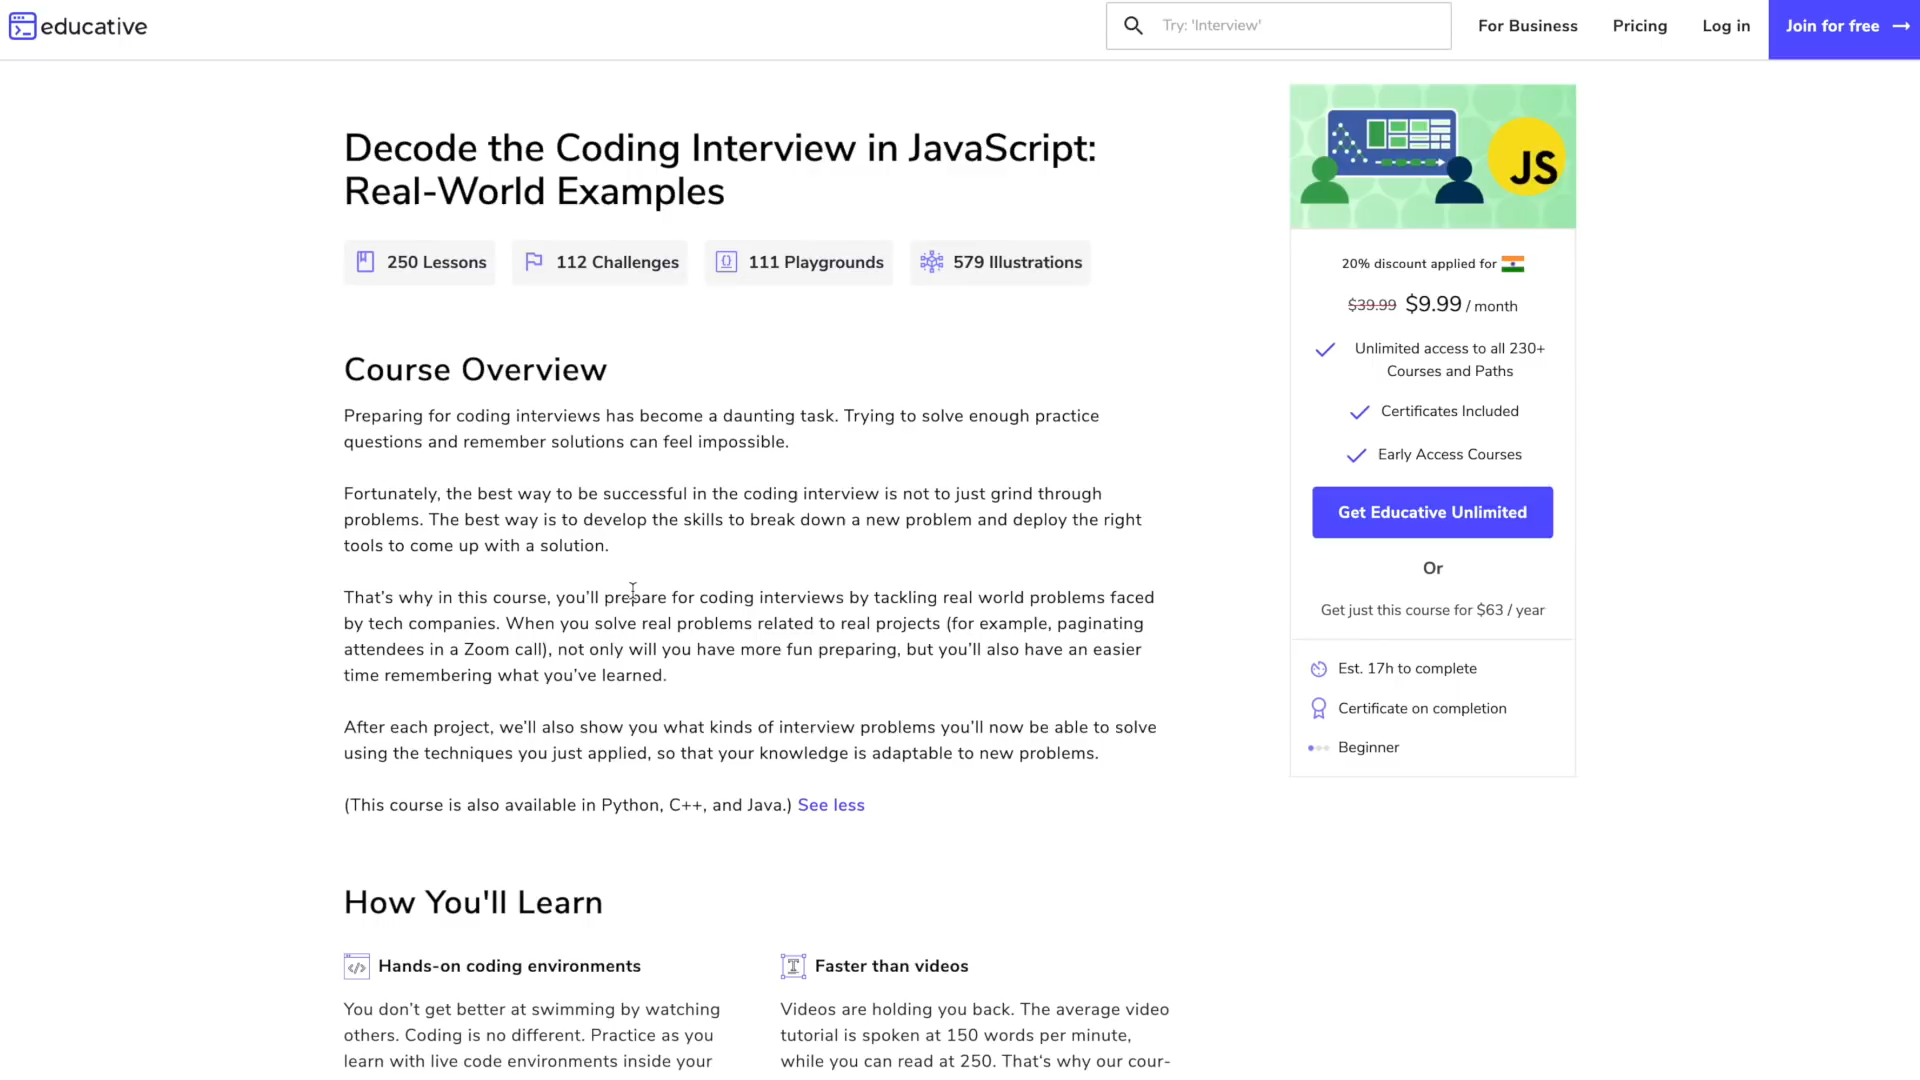 educative
Try: 'Interview'
For Business
Pricing
Log in
Join for free
Decode the Coding Interview in JavaScript:
Real-World Examples
250 Lessons
112 Challenges
111 Playgrounds
579 Illustrations
Course Overview
Preparing for coding interviews has become a daunting task. Trying to solve enough practice
questions and remember solutions can feel impossible.
Fortunately, the best way to be successful in the coding interview is not to just grind through
problems. The best way is to develop the skills to break down a new problem and deploy the right
tools to come up with a solution.
That's why in this course, you'll prepare for coding interviews by tackling real world problems faced
by tech companies. When you solve real problems related to real projects (for example, paginating
attendees in a Zoom call), not only will you have more fun preparing, but you'll also have an easier
time remembering what you've learned.
After each project, we'll also show you what kinds of interview problems you'll now be able to solve
using the techniques you just applied, so that your knowledge is adaptable to new problems.
(This course is also available in Python, C++, and Java.) See less
How You'll Learn
Hands-on coding environments
You don't get better at swimming by watching
others. Coding is no different. Practice as you
learn with live code environments inside your
Faster than videos
Videos are holding you back. The average video
tutorial is spoken at 150 words per minute,
while you can read at 250. That's why our cour-
JS
20% discount applied for
$39.99 $9.99 / month
Unlimited access to all 230+
Courses and Paths
Certificates Included
Early Access Courses
Get Educative Unlimited
Or
Get just this course for $63 / year
Est. 17h to complete
Certificate on completion
Beginner